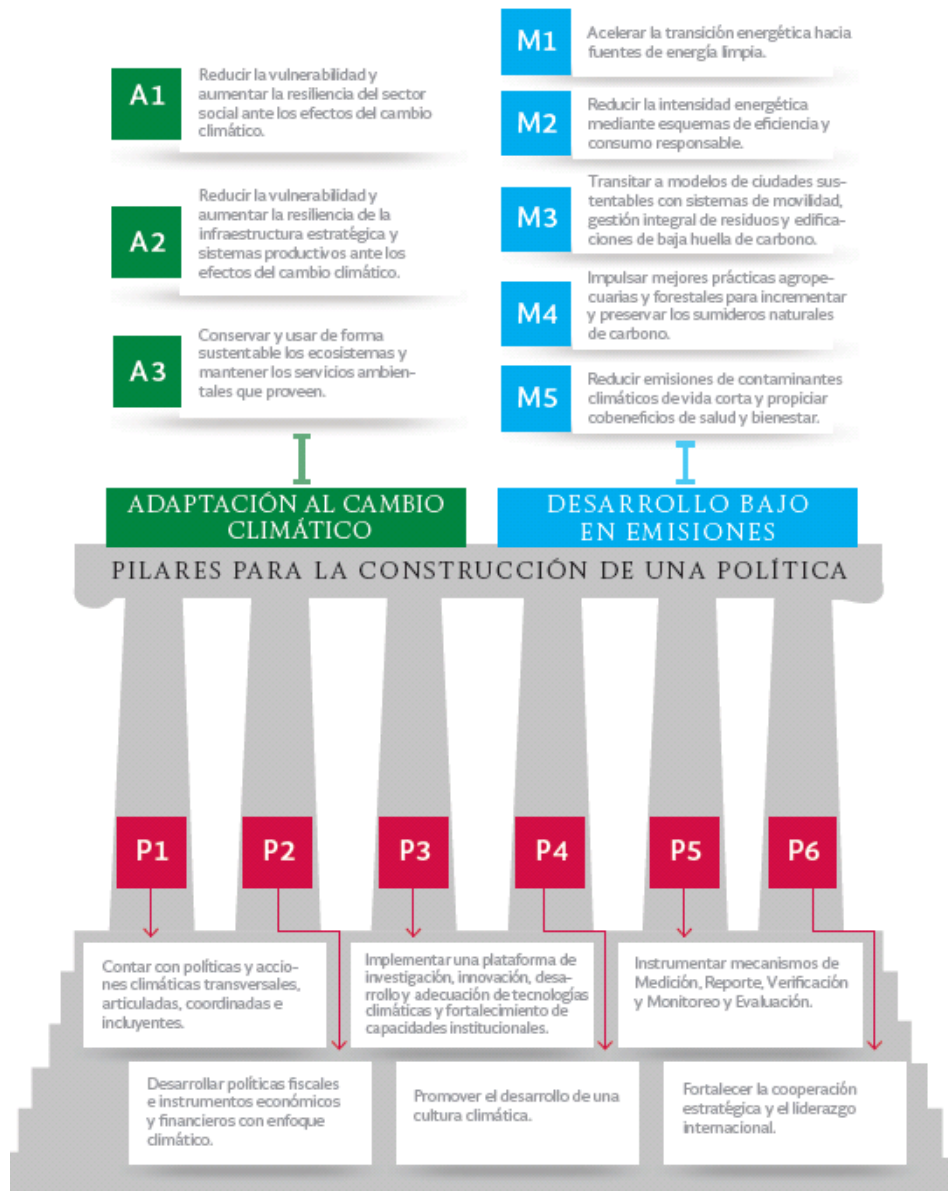 A1
Reducir la vulnerabilidad y
aumentar la resiliencia del sector
social ante los efectos del cambio
climático.
A2
Reducir la vulnerabilidad y
aumentar la resiliencia de la
infraestructura estratégica y
sistemas productivos ante los
efectos del cambio climático.
A3
Conservar y usar de forma
sustentable los ecosistemas y
mantener los servicios ambien-
tales que proveen.
ADAPTACIÓN AL CAMBIO
CLIMÁTICO
M1
Acelerar la transición energética hacia
fuentes de energía limpia.
M2
Reducir la intensidad energética
mediante esquemas de eficiencia y
consumo responsable.
M3
Transitar a modelos de ciudades sus-
tentables con sistemas de movilidad,
gestión integral de residuos y edifica-
ciones de baja huella de carbono.
M4
Impulsar mejores prácticas agrope-
cuarias y forestales para incrementar
y preservar los sumideros naturales
de carbono.
M5
Reducir emisiones de contaminantes
climáticos de vida corta y propiciar
cobeneficios de salud y bienestar.
DESARROLLO BAJO
EN EMISIONES
PILARES PARA LA CONSTRUCCIÓN DE UNA POLÍTICA
P1
P2
P3
P4
P5
P6
Contar con políticas y accio-
nes climáticas transversales,
articuladas, coordinadas e
incluyentes.
Implementar una plataforma de
investigación, innovación, desa-
rrollo y adecuación de tecnologías
climáticas y fortalecimiento de
capacidades institucionales.
Instrumentar mecanismos de
Medición, Reporte, Verificación
y Monitoreo y Evaluación.
Desarrollar políticas fiscales
e instrumentos económicos
y financieros con enfoque
climático.
Promover el desarrollo de una
cultura climática.
Fortalecer la cooperación
estratégica y el liderazgo
internacional.